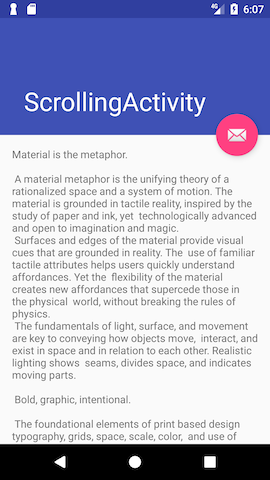 4G 6:07
ScrollingActivity
Material is the metaphor.
A material metaphor is the unifying theory of a
rationalized space and a system of motion. The
material is grounded in tactile reality, inspired by the
study of paper and ink, yet  technologically advanced
and open to imagination and magic.
Surfaces and edges of the material provide visual
cues that are grounded in reality. The  use of familiar
tactile attributes helps users quickly understand
affordances. Yet the  flexibility of the material
creates new affordances that supercede those in
the physical  world, without breaking the rules of
physics.
The fundamentals of light, surface, and movement
are key to conveying how objects move,  interact, and
exist in space and in relation to each other. Realistic
lighting shows  seams, divides space, and indicates
moving parts.
Bold, graphic, intentional.
The foundational elements of print based design
typography, grids, space, scale, color,  and use of